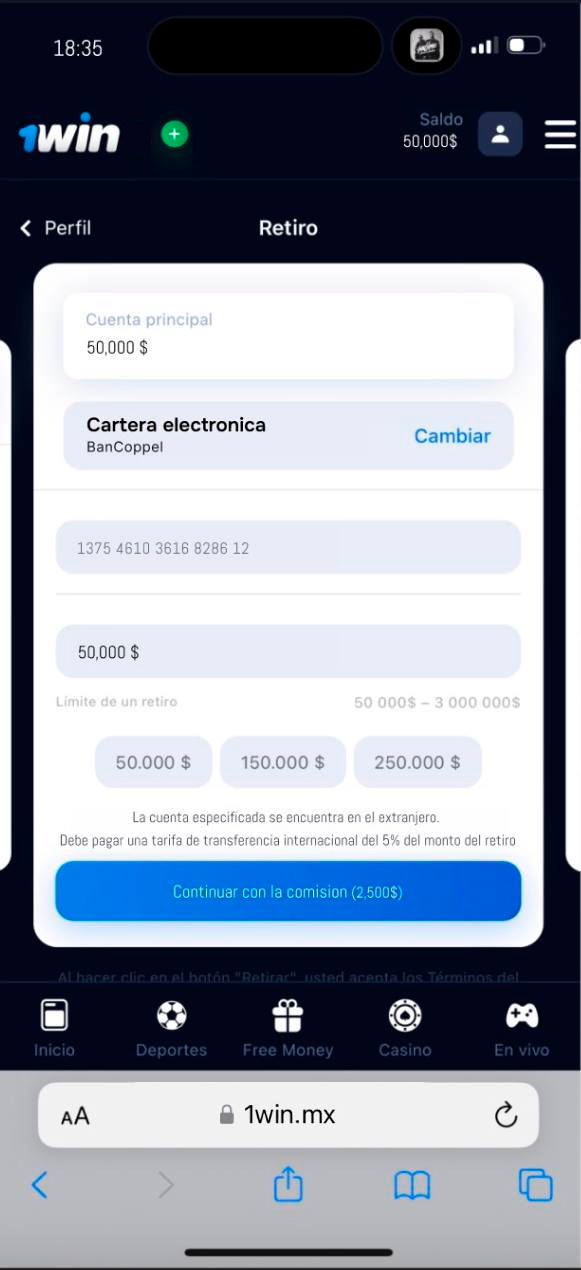 18:35
1win
Saldo
50,000$
Perfil
Retiro
Cuenta principal
50,000 $
Cartera electronica
BanCoppel
Cambiar
1375 4610 3616 8286 12
50,000 $
Límite de un retiro
50 000$ – 3 000 000$
50.000 $
150.000 $
250.000 $
La cuenta especificada se encuentra en el extranjero.
Debe pagar una tarifa de transferencia internacional del 5% del monto del retiro
Continuar con la comision (2,500$)
Al hacer clic en el botón "Retirar", usted acepta los Términos del
Inicio
Deportes
Free Money
Casino
En vivo
AA
1win.mx